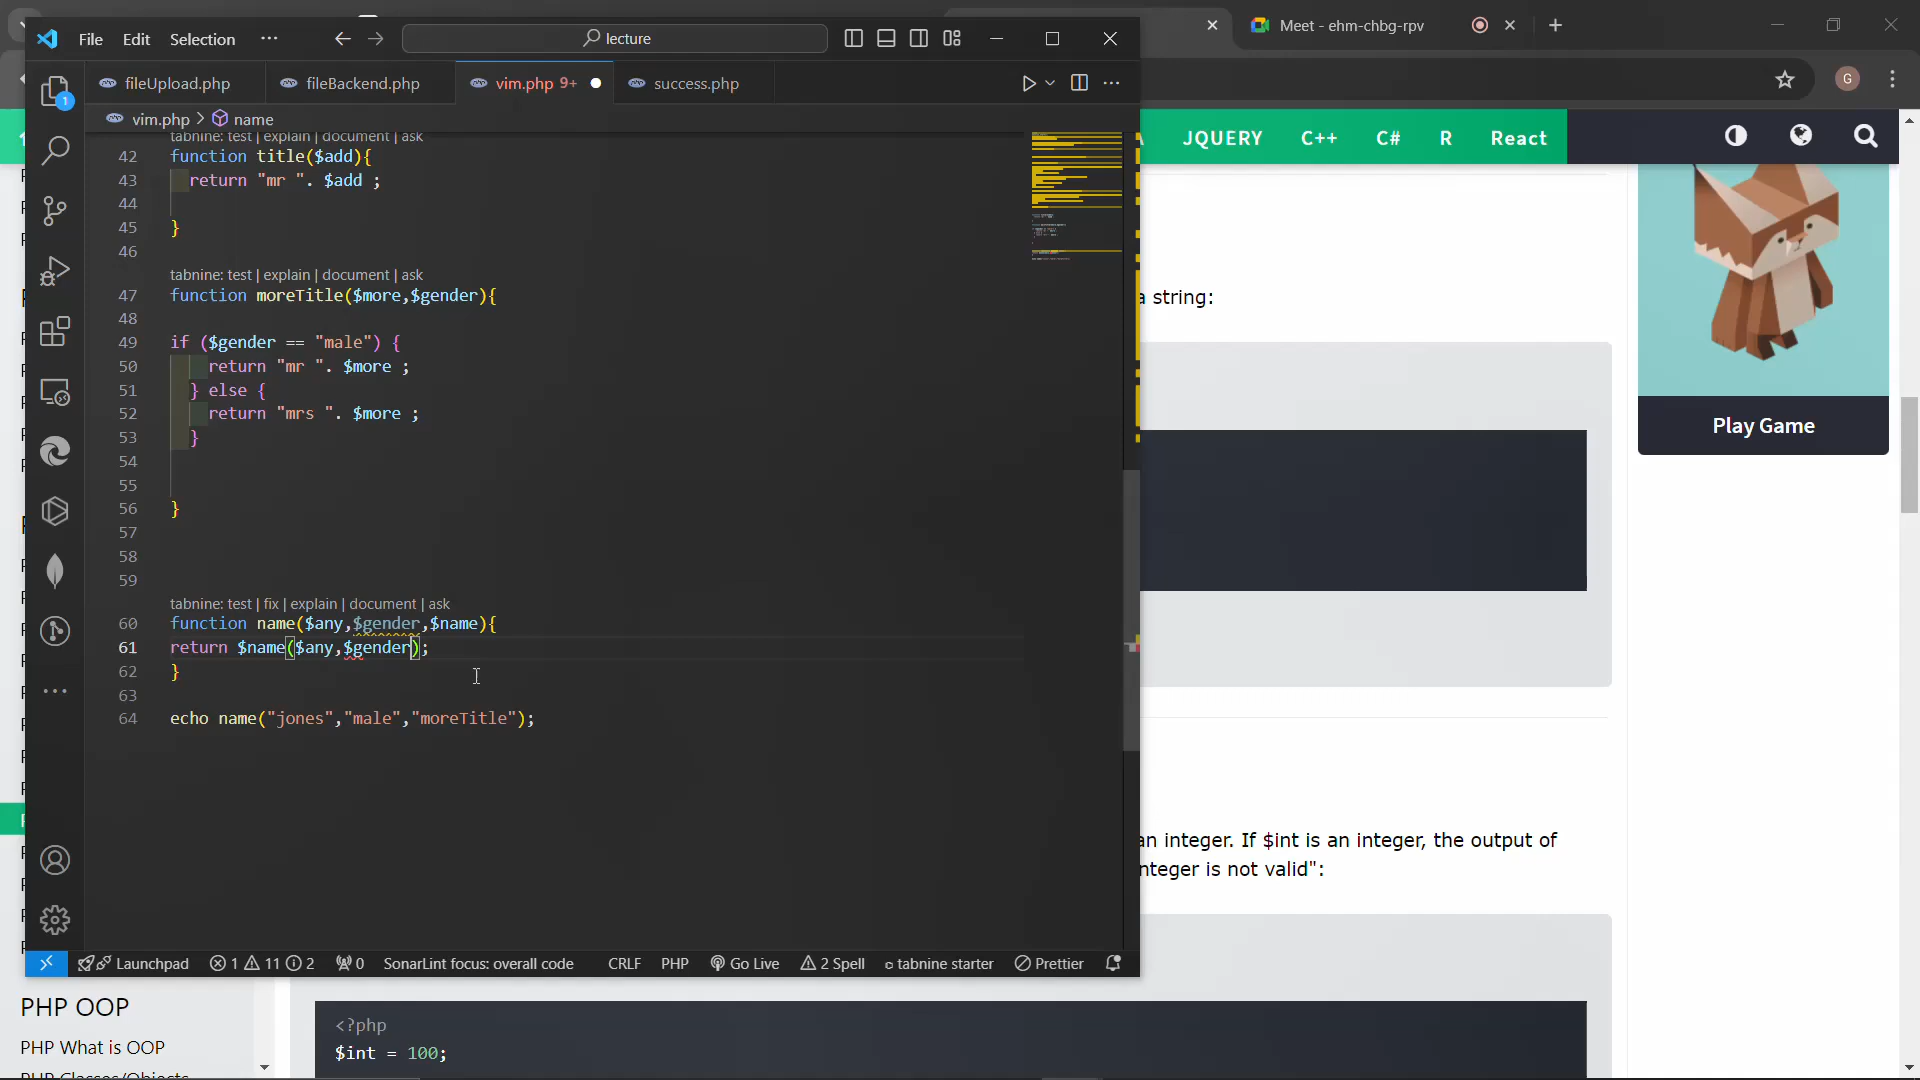 File Edit Selection ··· lecture
Meet - ehm-chbg-rpv
G
fileUpload.php fileBackend.php vim.php 9+ success.php
vim.php > name
JQUERY C++ C# R React
tabnine: test | explain | document | ask
42 function title($add){
43 return "mr ". $add ;
44
45 }
46
tabnine: test | explain | document | ask
47 function moreTitle($more,$gender){
48
49 if ($gender == "male") {
50 return "mr ". $more ;
51 } else {
52 return "mrs ". $more ;
53 }
54
55
56 }
57
58
59
tabnine: test | fix | explain | document | ask
60 function name($any,$gender,$name){
61 return $name($any,$gender);
62 }
63
64 echo name("jones","male","moreTitle");
1
a string:
Play Game
an integer. If $int is an integer, the output of
nteger is not valid":
Launchpad 1 11 2 0 SonarLint focus: overall code CRLF PHP Go Live 2 Spell tabnine starter Prettier
PHP OOP
PHP What is OOP
PHP Classes/Objects
<?php
$int = 100;